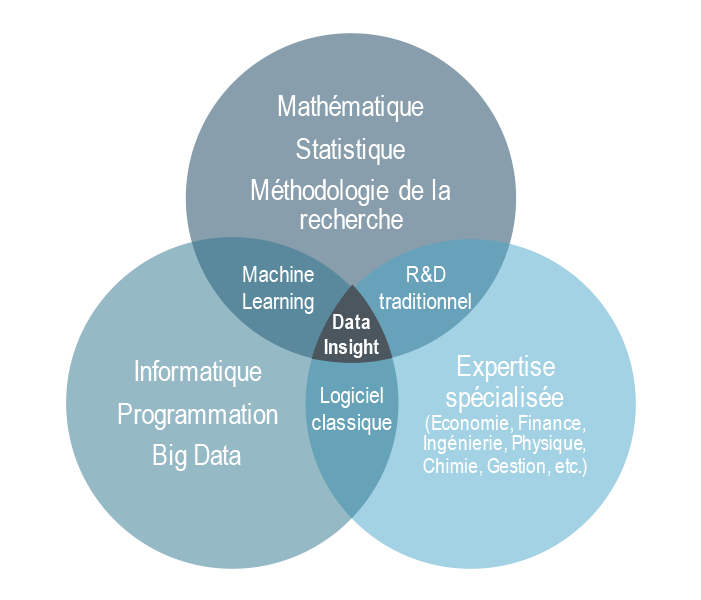 Mathématique
Statistique
Méthodologie de la
recherche
Machine
Learning
R&D
traditionnel
Data
Insight
Informatique
Programmation
Big Data
Logiciel
classique
Expertise
spécialisée
(Economie, Finance,
Ingénierie, Physique,
Chimie, Gestion, etc.)